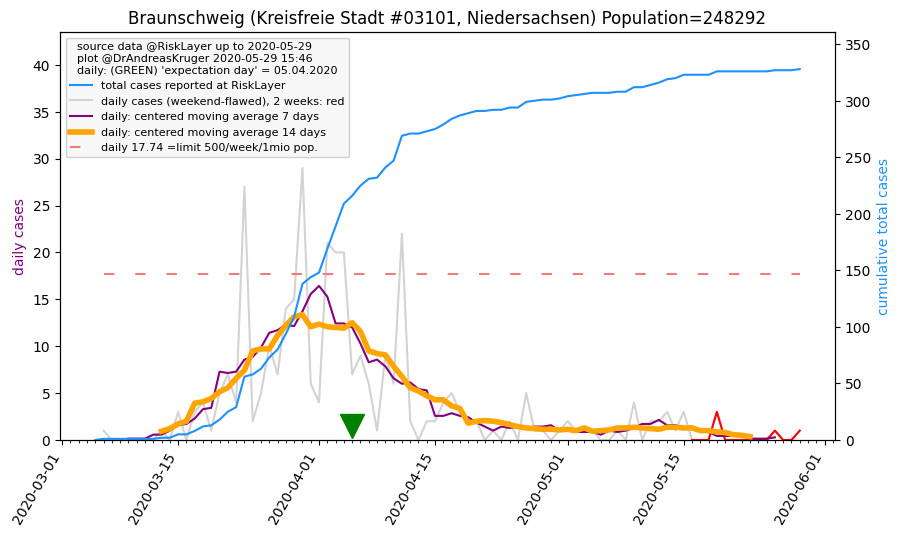 Braunschweig (Kreisfreie Stadt #03101, Niedersachsen) Population=248292
source data @RiskLayer up to 2020-05-29
plot @DrAndreasKruger 2020-05-29 15:46
daily: (GREEN) 'expectation day' = 05.04.2020
total cases reported at RiskLayer
daily cases (weekend-flawed), 2 weeks: red
daily: centered moving average 7 days
daily: centered moving average 14 days
daily 17.74 =limit 500/week/1mio pop.
daily cases
40
35
30
25
20
15
10
5
0
cumulative total cases
350
300
250
200
150
100
50
0
2020-03-01
2020-03-15
2020-04-01
2020-04-15
2020-05-01
2020-05-15
2020-06-01